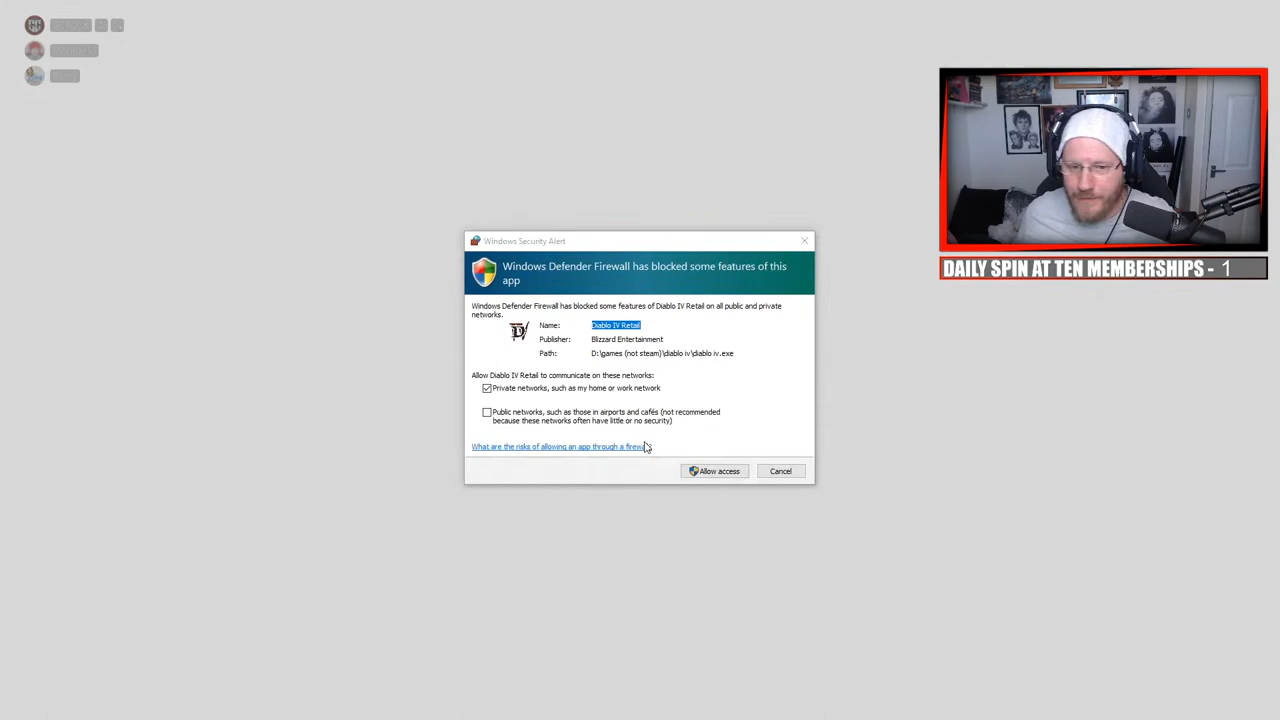 Windows Security Alert
Windows Defender Firewall has blocked some features of this
app
Windows Defender Firewall has blocked some features of Diablo IV Retail on all public and private
networks.
Name: Diablo IV Retail
Publisher: Blizzard Entertainment
Path: D:\games (not steam)\diablo iv\diablo iv.exe
Allow Diablo IV Retail to communicate on these networks:
Private networks, such as my home or work network
Public networks, such as those in airports and cafés (not recommended
because these networks often have little or no security)
What are the risks of allowing an app through a firewall?
Allow access Cancel
DAILY SPIN AT TEN MEMBERSHIPS - 1